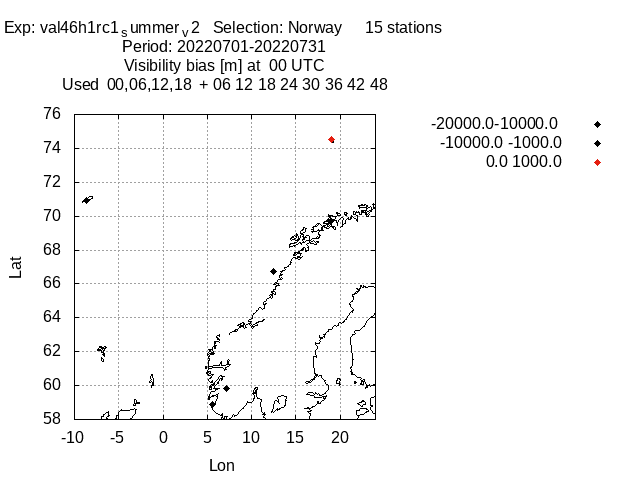 Exp: val46h1rc1summerv2 Selection: Norway 15 stations
Period: 20220701-20220731
Visibility bias [m] at 00 UTC
Used 00,06,12,18 + 06 12 18 24 30 36 42 48
-20000.0-10000.0
-10000.0 -1000.0
0.0 1000.0
76
74
72
70
68
66
64
62
60
58
Lat
-10 -5 0 5 10 15 20
Lon